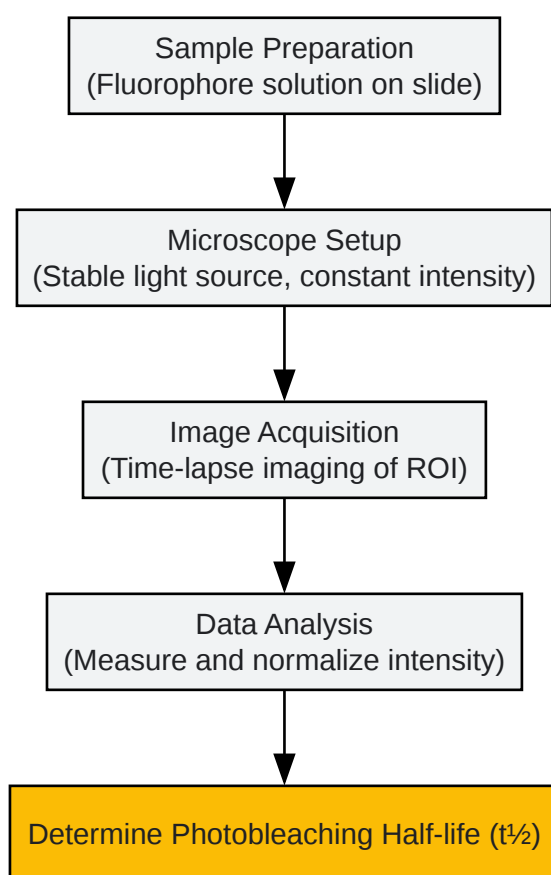 Sample Preparation
(Fluorophore solution on slide)
Microscope Setup
(Stable light source, constant intensity)
Image Acquisition
(Time-lapse imaging of ROI)
Data Analysis
(Measure and normalize intensity)
Determine Photobleaching Half-life (t½)